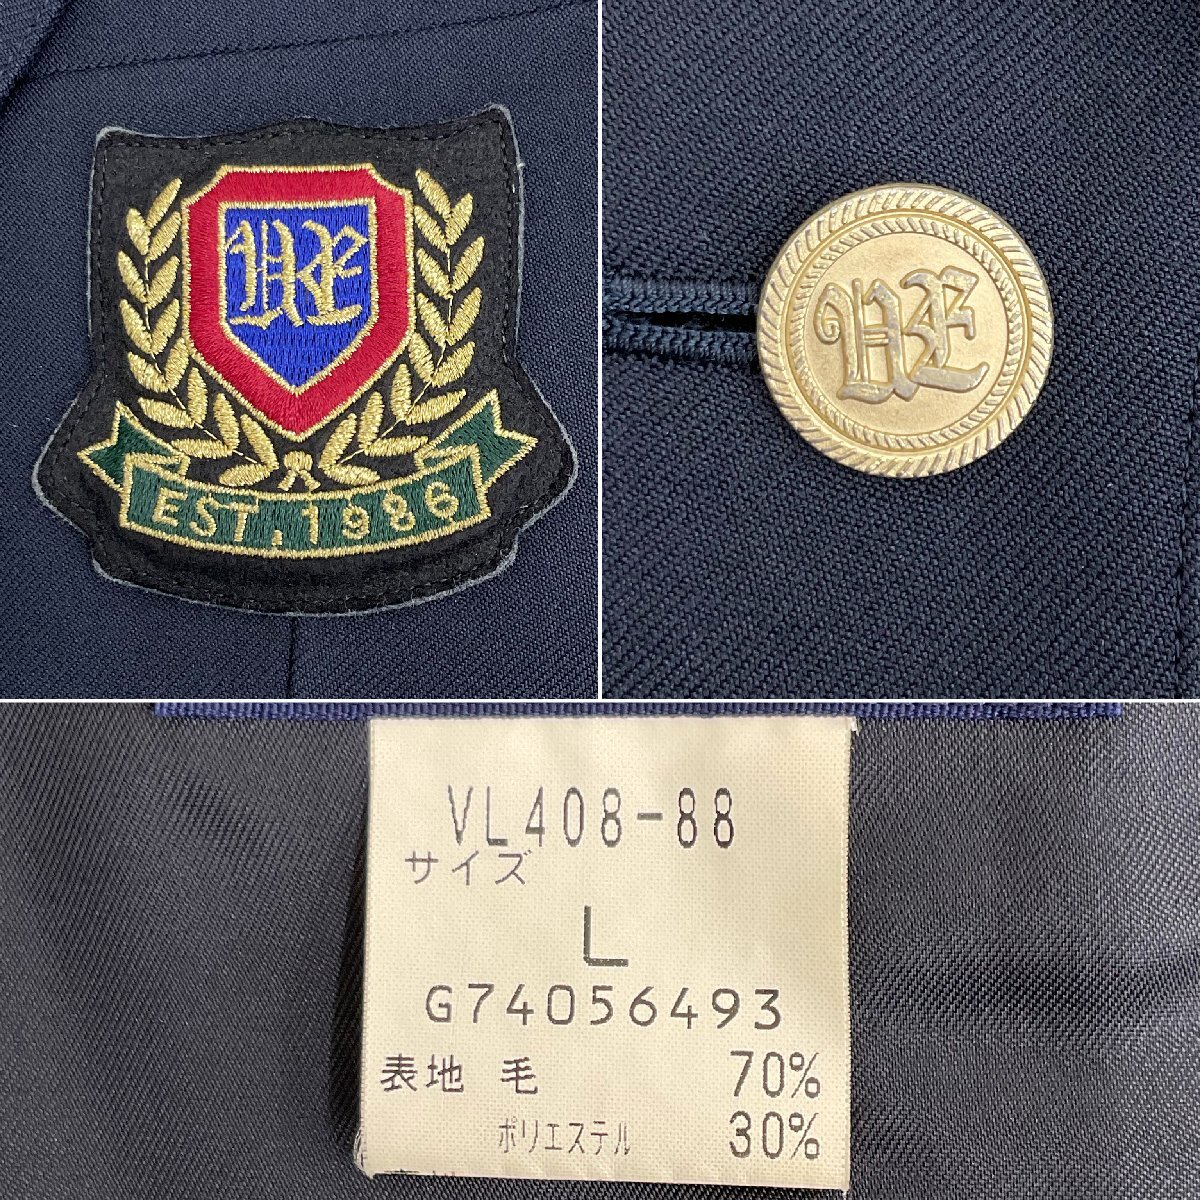 EST. 1986
VL408-88
サイズ
L
G74056493
表地 毛 70%
ポリエステル 30%